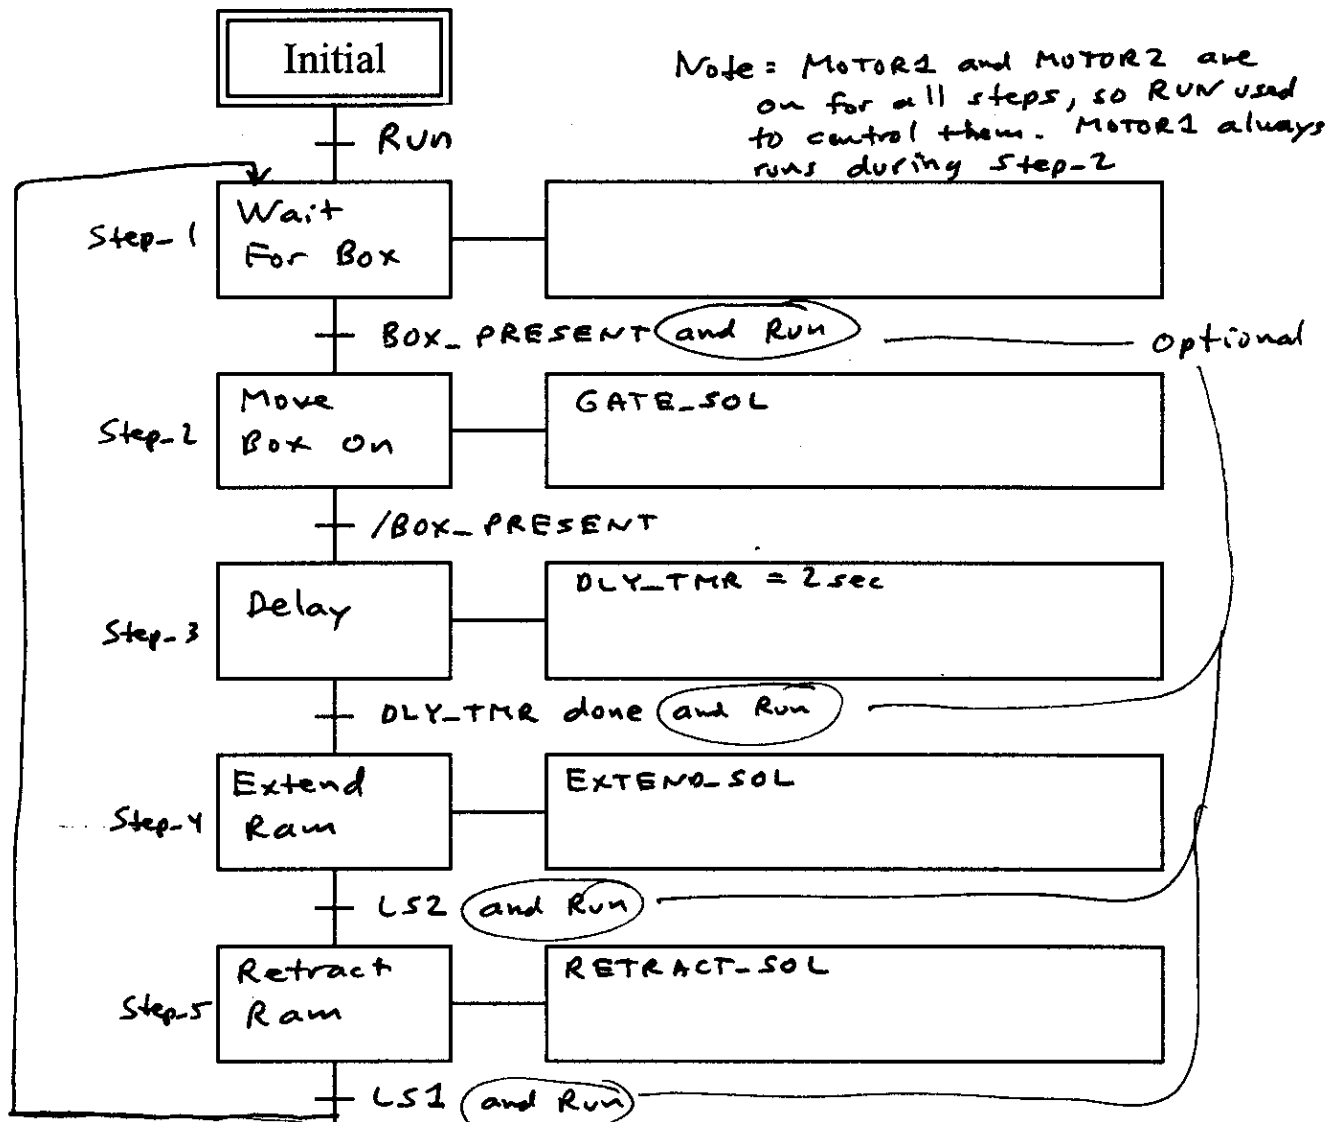 Initial
Note: MOTOR1 and MOTOR2 are
on for all steps, so RUN used
to control them. MOTOR1 always
runs during Step-2
Run
Step-1
Wait
For Box
BOX_PRESENT and Run
optional
Step-2
Move
Box On
GATE_SOL
/BOX_PRESENT
Step-3
Delay
DLY_TMR = 2 sec
DLY_TMR done and Run
Step-4
Extend
Ram
EXTEND_SOL
LS2 and Run
Step-5
Retract
Ram
RETRACT_SOL
LS1 and Run